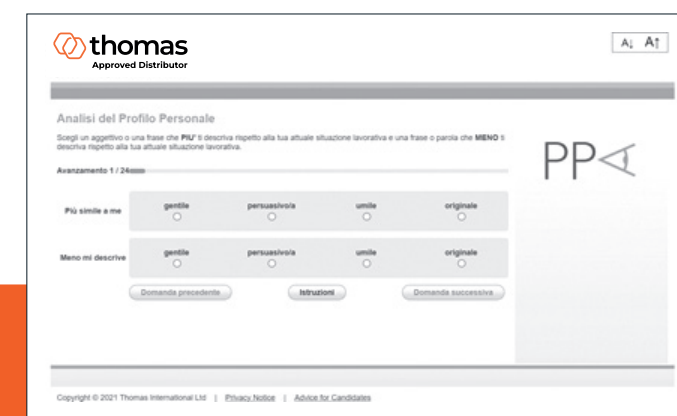 thomas
Approved Distributor
A↓ A↑
Analisi del Profilo Personale
Scegli un aggettivo o una frase che PIU' ti descriva rispetto alla tua attuale situazione lavorativa e una frase o parola che MENO ti
descriva rispetto alla tua attuale situazione lavorativa.
PPA
Avanzamento 1 / 24
Più simile a me gentile persuasivo/a umile originale
Meno mi descrive gentile persuasivo/a umile originale
Domanda precedente Istruzioni Domanda successiva
Copyright © 2021 Thomas International Ltd | Privacy Notice | Advice for Candidates